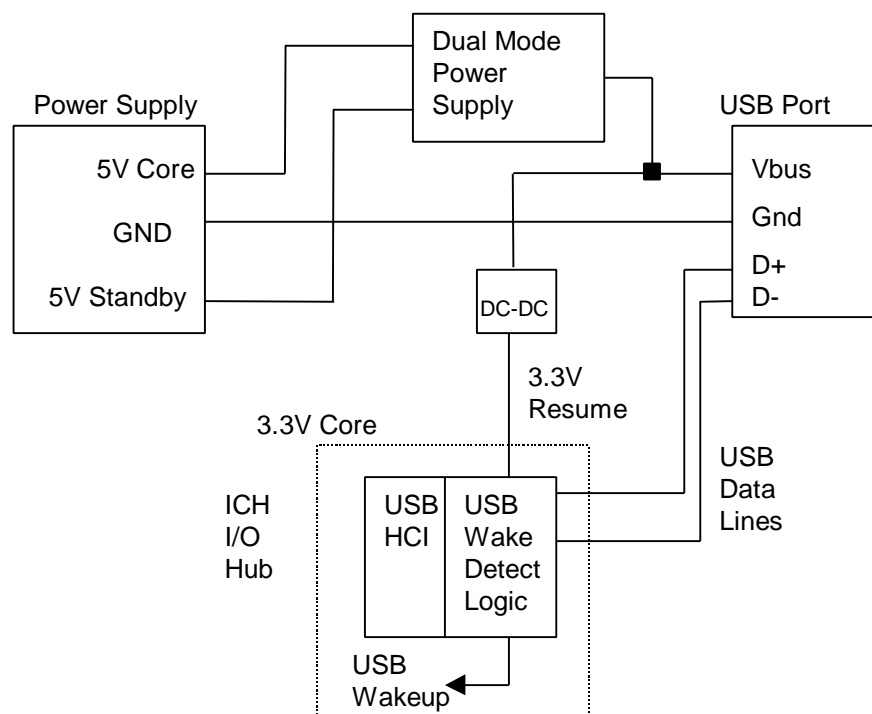 Dual Mode
Power
Supply
Power Supply
USB Port
5V Core
Vbus
GND
Gnd
5V Standby
D+
D-
DC-DC
3.3V
Resume
3.3V Core
ICH
I/O
Hub
USB
HCI
USB
Wake
Detect
Logic
USB
Data
Lines
USB
Wakeup